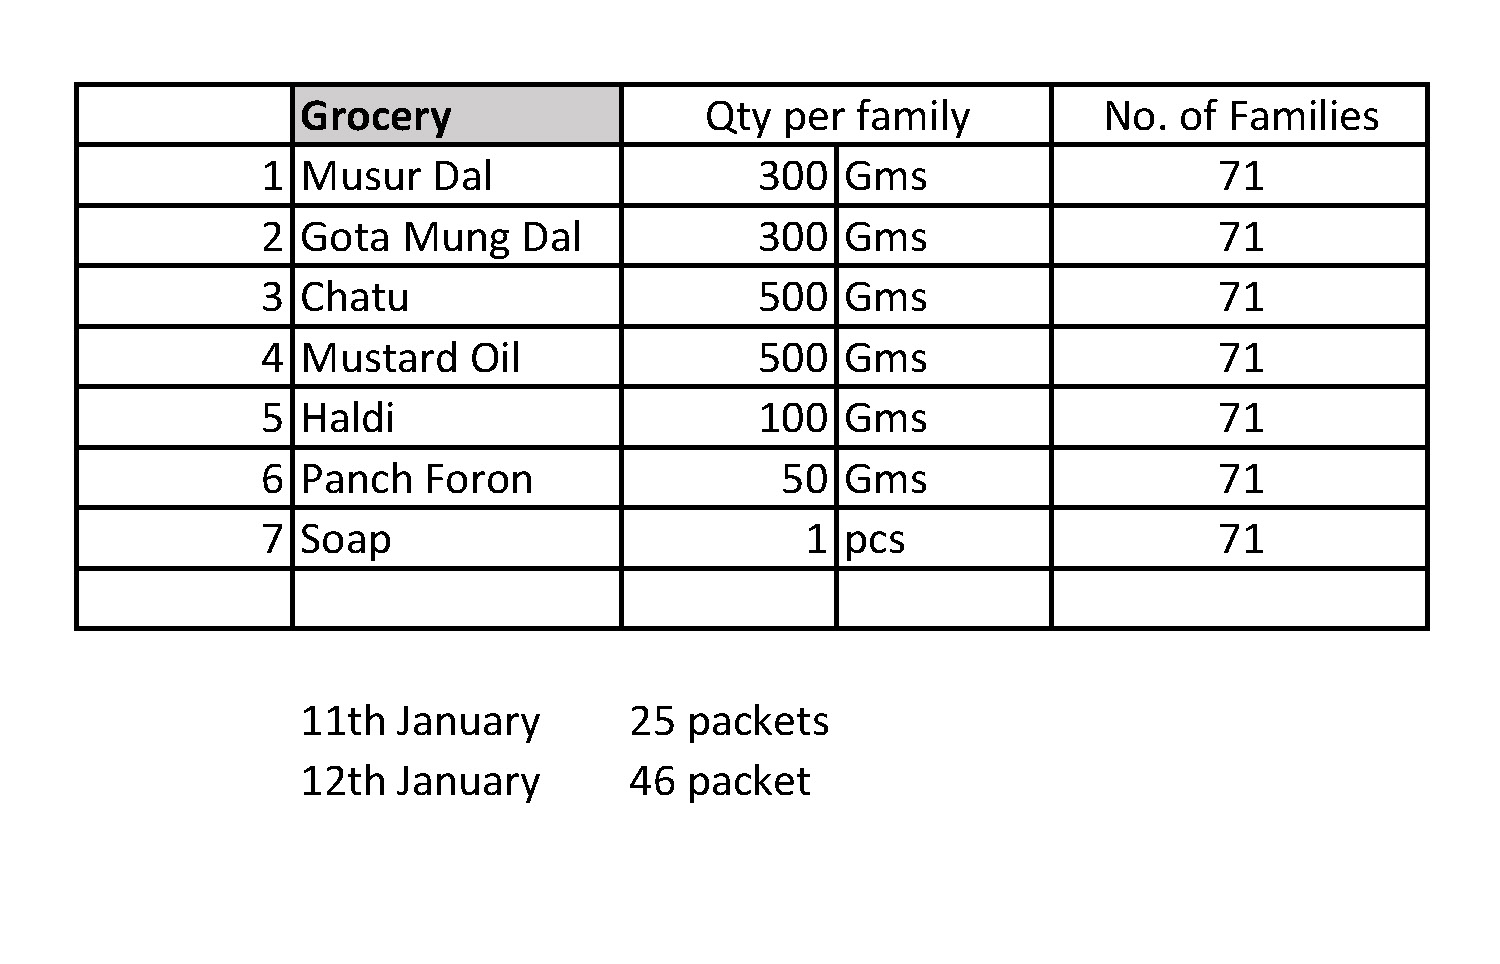 Grocery Qty per family No. of Families
1 Musur Dal 300 Gms 71
2 Gota Mung Dal 300 Gms 71
3 Chatu 500 Gms 71
4 Mustard Oil 500 Gms 71
5 Haldi 100 Gms 71
6 Panch Foron 50 Gms 71
7 Soap 1 pcs 71
11th January 25 packets
12th January 46 packet